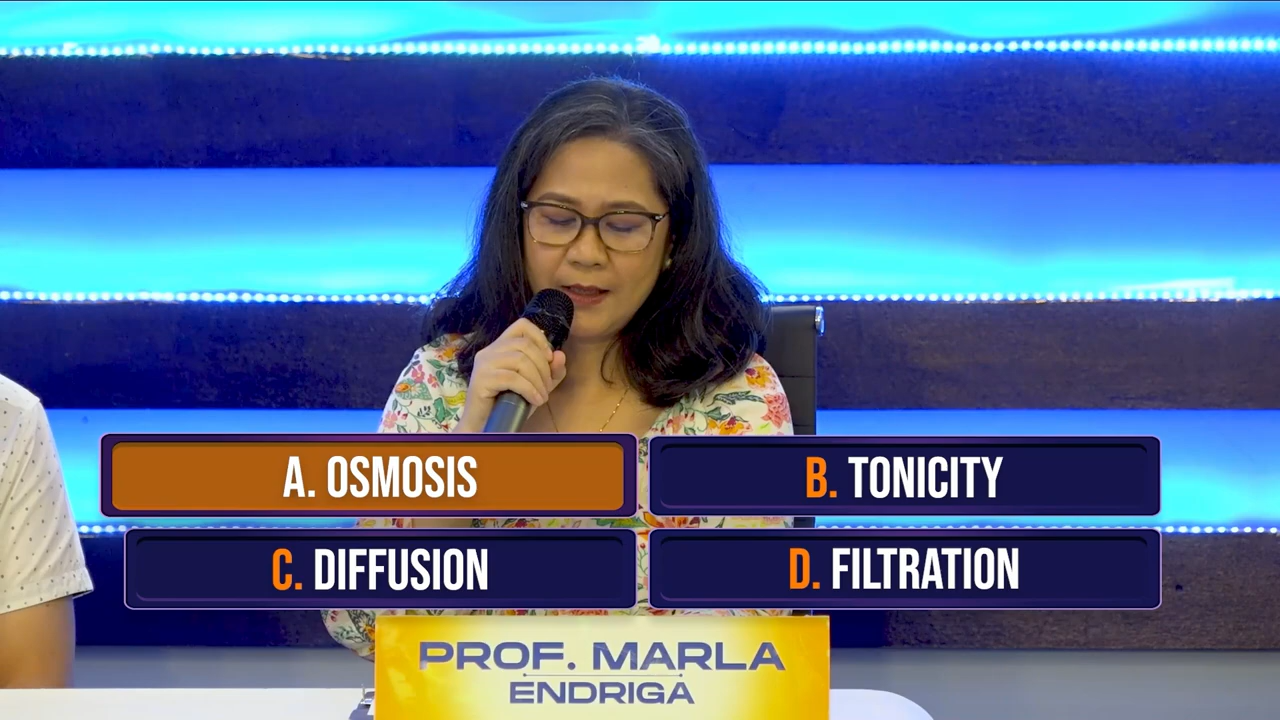 A. OSMOSIS
B. TONICITY
C. DIFFUSION
D. FILTRATION
PROF. MARLA
ENDRIGA